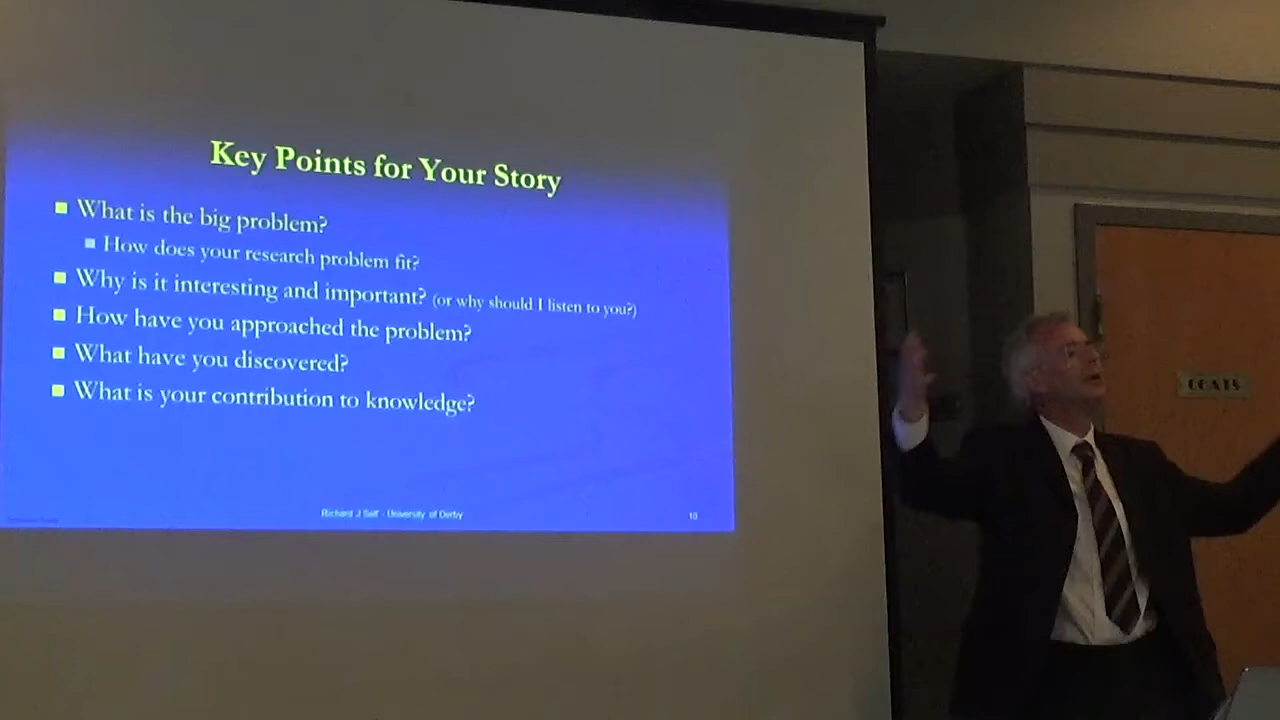 Key Points for Your Story
What is the big problem?
How does your research problem fit?
Why is it interesting and important? (or why should I listen to you?)
How have you approached the problem?
What have you discovered?
What is your contribution to knowledge?
Richard J Self - University of Derby
COATS